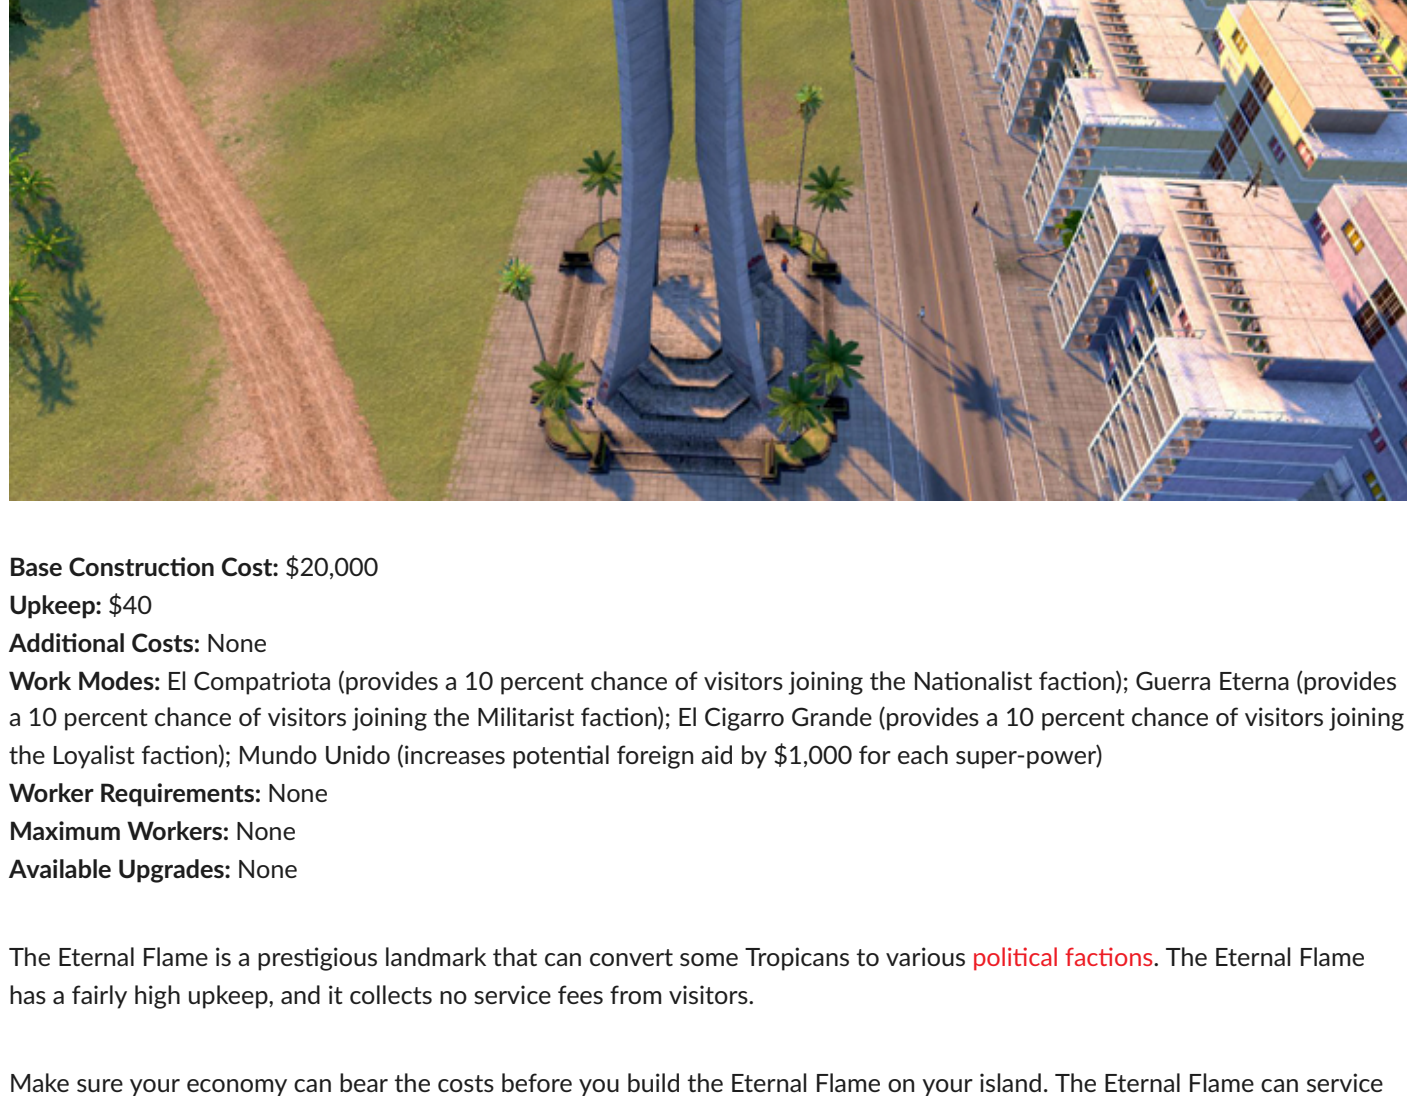 Base Construction Cost: $20,000
Upkeep: $40
Additional Costs: None
Work Modes: El Compatriota (provides a 10 percent chance of visitors joining the Nationalist faction); Guerra Eterna (provides
a 10 percent chance of visitors joining the Militarist faction); El Cigarro Grande (provides a 10 percent chance of visitors joining
the Loyalist faction); Mundo Unido (increases potential foreign aid by $1,000 for each super-power)
Worker Requirements: None
Maximum Workers: None
Available Upgrades: None
The Eternal Flame is a prestigious landmark that can convert some Tropicans to various political factions. The Eternal Flame
has a fairly high upkeep, and it collects no service fees from visitors.
Make sure your economy can bear the costs before you build the Eternal Flame on your island. The Eternal Flame can service